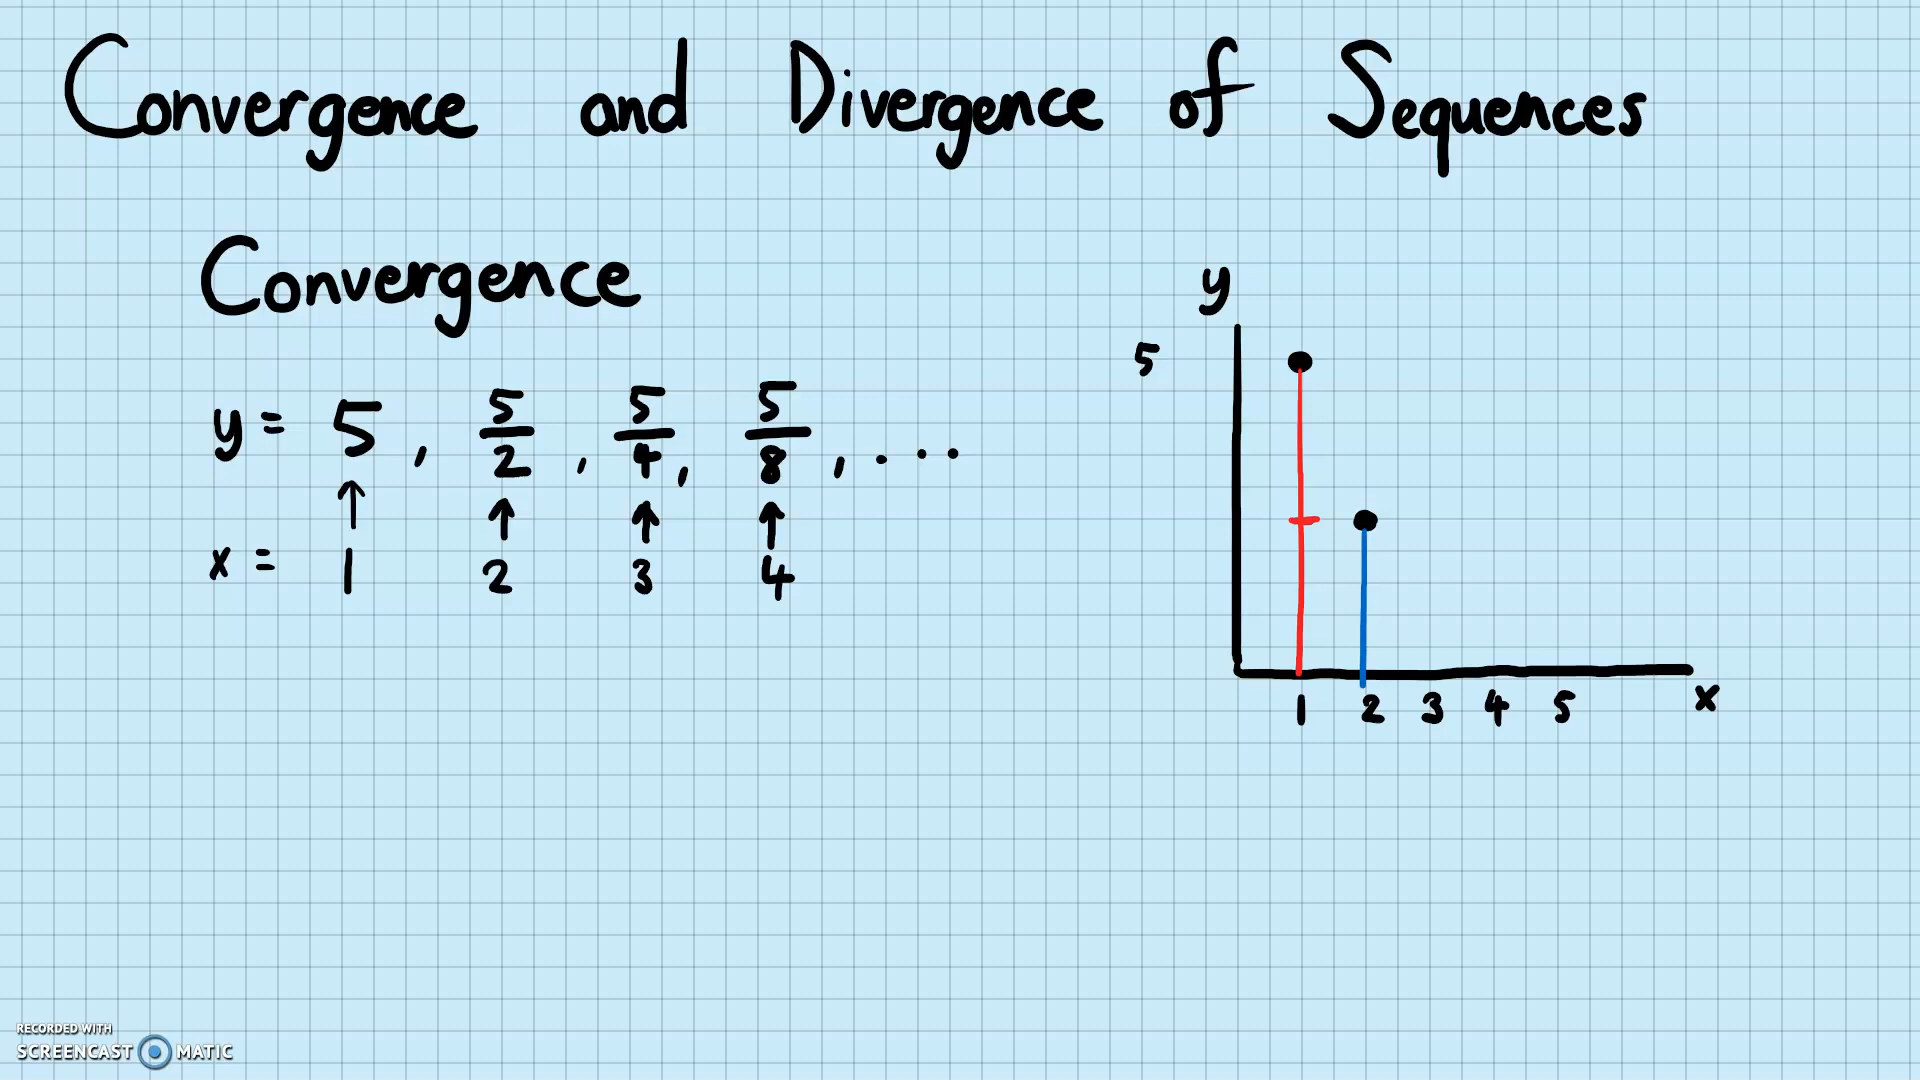 Convergence and Divergence of Sequences
Convergence
y = 5, 5/2, 5/4, 5/8, ....
↑ ↑ ↑ ↑
x = 1 2 3 4
y
5
1 2 3 4 5 x
RECORDED WITH
SCREENCAST MATIC